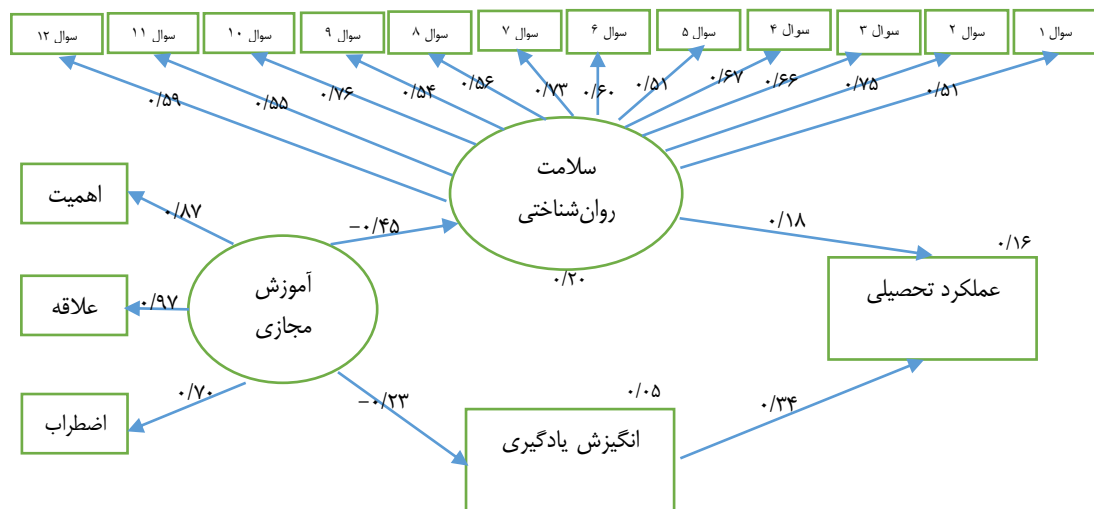 سوال ۱
سوال ۲
سوال ۳
سوال ۴
سوال ۵
سوال ۶
سوال ۷
سوال ۸
سوال ۹
سوال ۱۰
سوال ۱۱
سوال ۱۲
۰/۵۱
۰/۷۵
۰/۶۶
۰/۶۷
۰/۵۱
۰/۶۰
۰/۷۳
۰/۵۶
۰/۵۴
۰/۷۶
۰/۵۵
۰/۵۹
سلامت
روان‌شناختی
۰/۲۰
۰/۱۸
۰/۱۶
عملکرد تحصیلی
اهمیت
۰/۸۷
−۰/۴۵
علاقه
۰/۹۷
آموزش
مجازی
اضطراب
۰/۷۰
−۰/۲۳
۰/۰۵
انگیزش یادگیری
۰/۳۴